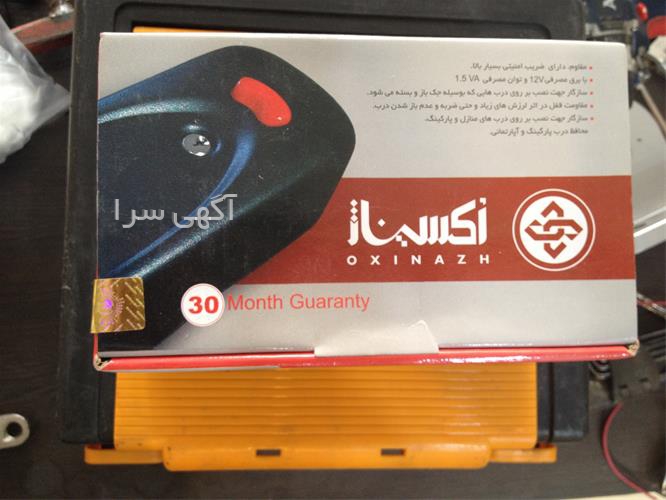 • مقاوم، دارای ضریب امنیتی بسیار بالا.
• با برق مصرفی 12V و توان مصرفی 1.5 VA
• سازگار جهت نصب بر روی درب هایی که بوسیله جک باز و بسته می شود.
• مقاومت قفل در اثر لرزش های زیاد و حتی ضربه و عدم باز شدن درب.
• سازگار جهت نصب بر روی درب های منازل و پارکینگ.
محافظ درب پارکینگ و آپارتمانی.
آکهی سرا
اکسیناژ
OXINAZH
30 Month Guaranty